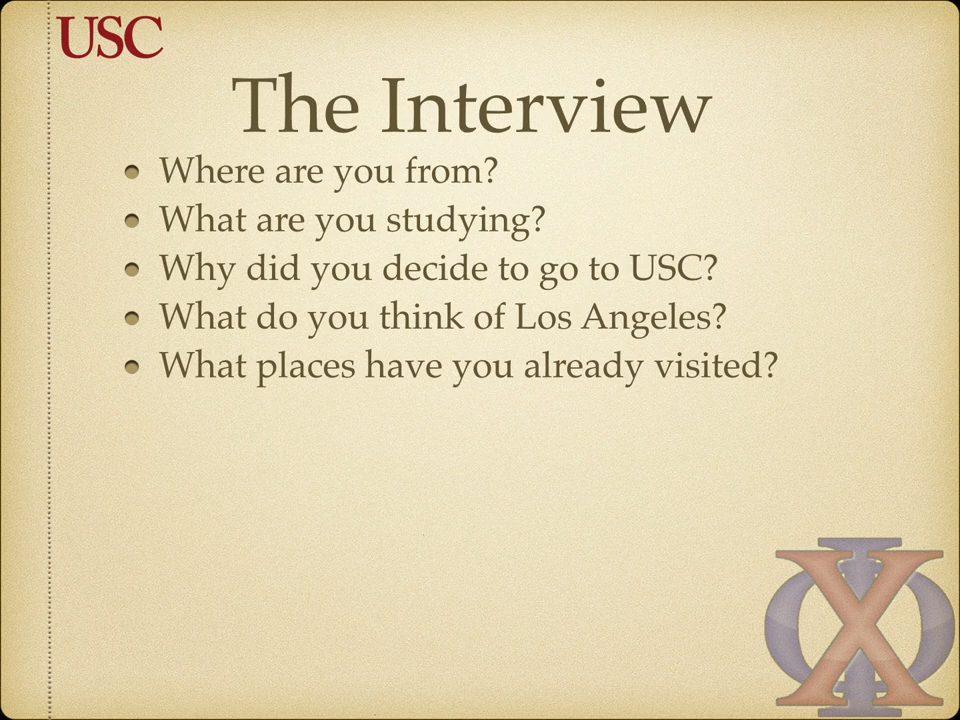 USC
The Interview
Where are you from?
What are you studying?
Why did you decide to go to USC?
What do you think of Los Angeles?
What places have you already visited?
ΦX